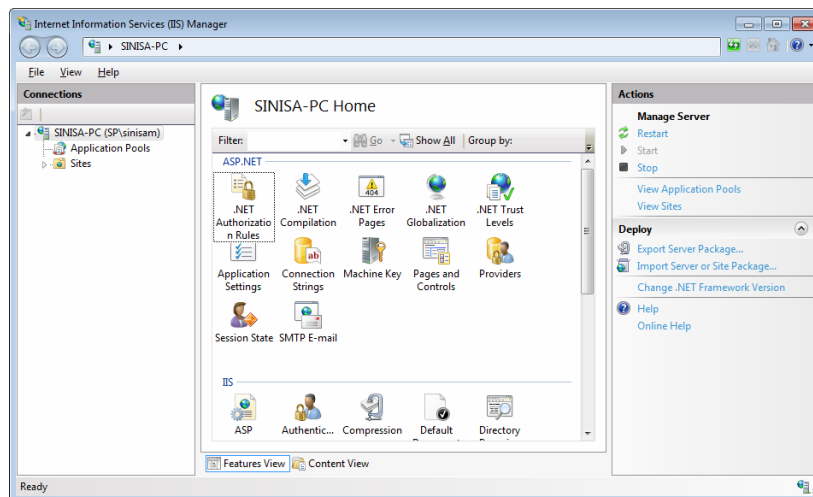 Internet Information Services (IIS) Manager
SINISA-PC
File View Help
Connections
SINISA-PC (SP\sinisam)
Application Pools
Sites
SINISA-PC Home
Filter: Go Show All Group by:
ASP.NET
.NET Authorizatio n Rules
.NET Compilation
.NET Error Pages
.NET Globalization
.NET Trust Levels
Application Settings
Connection Strings
Machine Key
Pages and Controls
Providers
Session State
SMTP E-mail
IIS
ASP
Authentic...
Compression
Default
Directory
Features View
Content View
Actions
Manage Server
Restart
Start
Stop
View Application Pools
View Sites
Deploy
Export Server Package...
Import Server or Site Package...
Change .NET Framework Version
Help
Online Help
Ready